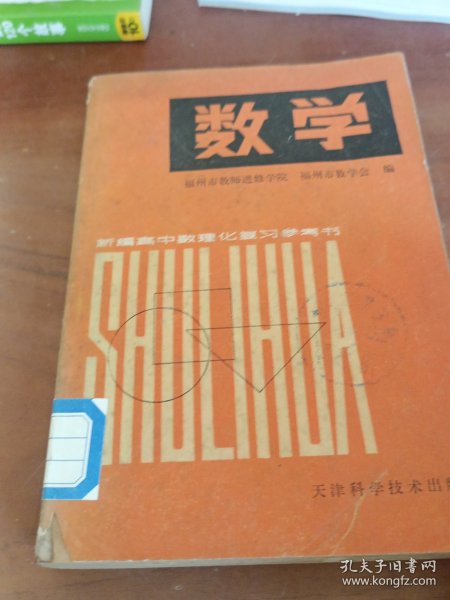 数学
福州市教师进修学院 福州市数学会 编
新编高中数理化复习参考书
SHULIHUA
天津科学技术出
孔夫子旧书网
www.kongfz.com